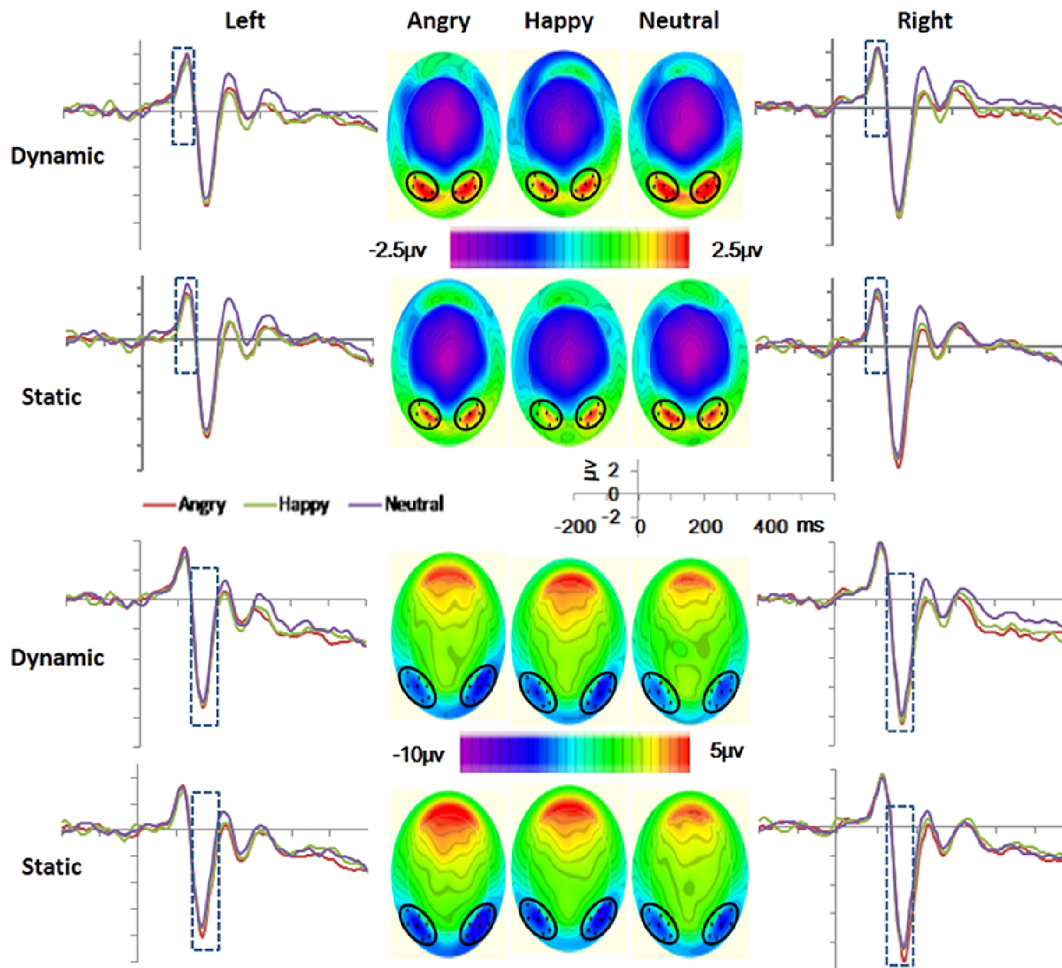 Left Angry Happy Neutral Right
Dynamic
-2.5μv 2.5μv
Static
μv 2
0
-2
-200 0 200 400 ms
Angry Happy Neutral
Dynamic
-10μv 5μv
Static